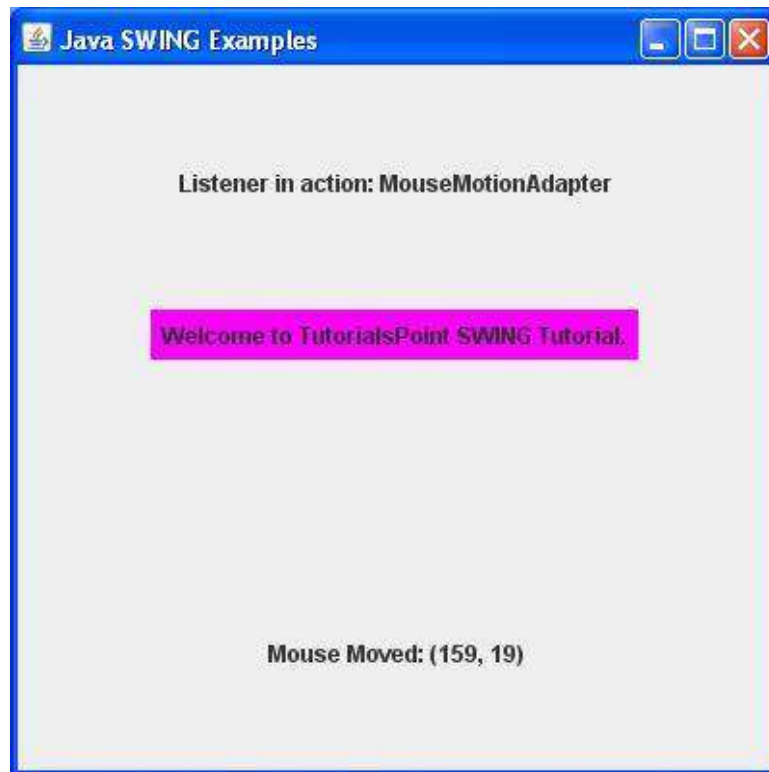 Java SWING Examples
Listener in action: MouseMotionAdapter
Welcome to TutorialsPoint SWING Tutorial.
Mouse Moved: (159, 19)